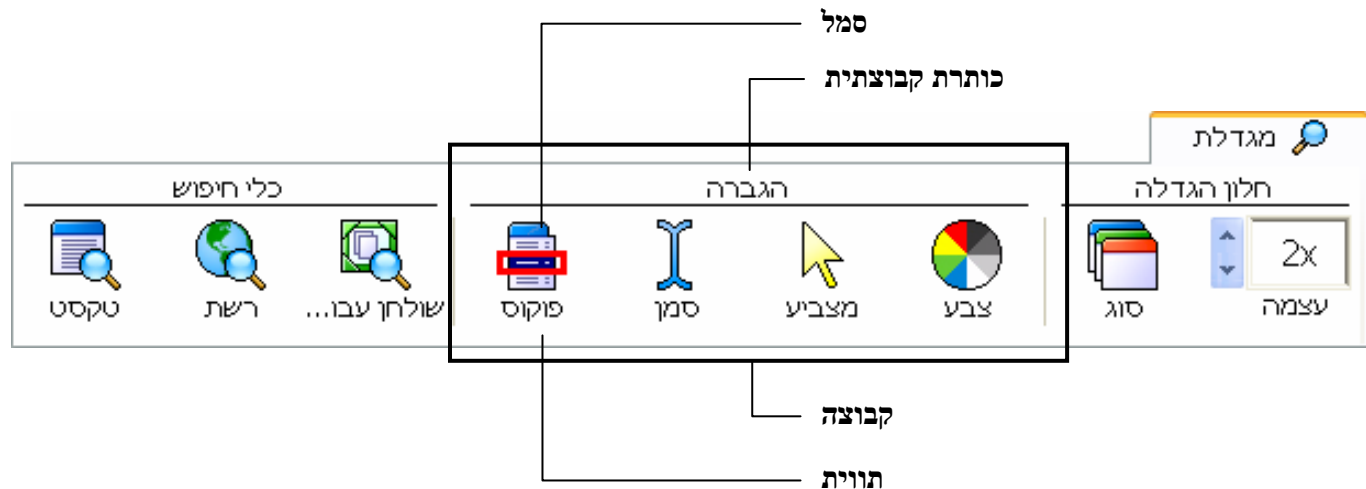 סמל
כותרת קבוצתית
מגדלת
חלון הגדלה
הגברה
כלי חיפוש
2x
עצמה
סוג
צבע
מצביע
סמן
פוקוס
שולחן עבו...
רשת
טקסט
קבוצה
תווית